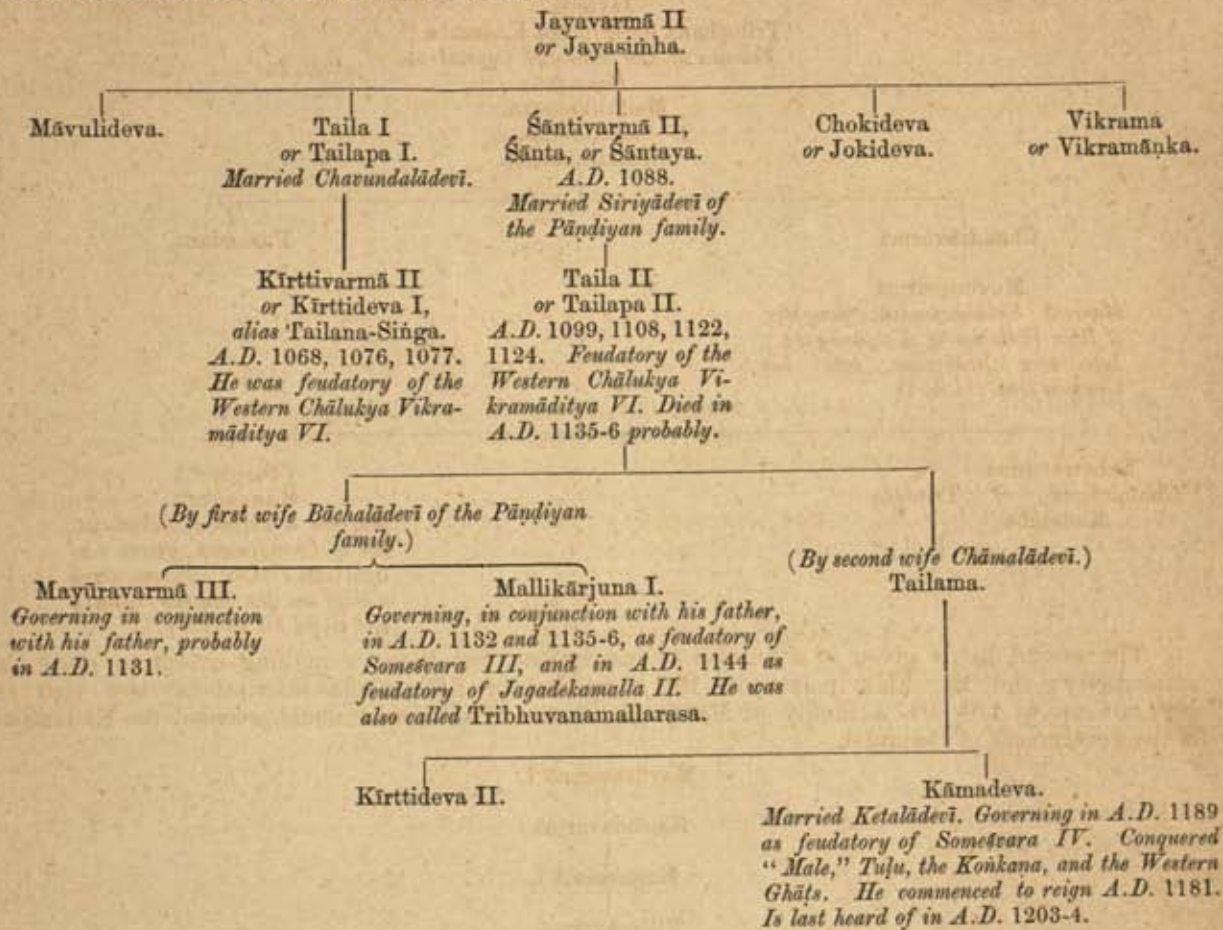 Jayavarmā II
or Jayasiṁha.
Māvulideva.
Taila I
or Tailapa I.
Married Chavundalādevī.
Śāntivarmā II,
Śānta, or Śāntaya.
A.D. 1088.
Married Siriyādevī of
the Pāṇḍiyan family.
Chokideva
or Jokideva.
Vikrama
or Vikramāṇka.
Kīrttivarmā II
or Kīrttideva I,
alias Tailana-Siṅga.
A.D. 1068, 1076, 1077.
He was feudatory of the
Western Chālukya Vikra-
māditya VI.
Taila II
or Tailapa II.
A.D. 1099, 1108, 1122,
1124. Feudatory of the
Western Chālukya Vi-
kramāditya VI. Died in
A.D. 1135-6 probably.
(By first wife Bāchalādevī of the Pāṇḍiyan
family.)
Mayūravarmā III.
Governing in conjunction
with his father, probably
in A.D. 1131.
Mallikārjuna I.
Governing, in conjunction with his father,
in A.D. 1132 and 1135-6, as feudatory of
Someśvara III, and in A.D. 1144 as
feudatory of Jagadekamalla II. He was
also called Tribhuvanamallarasa.
(By second wife Chāmalādevī.)
Tailama.
Kīrttideva II.
Kāmadeva.
Married Ketalādevī. Governing in A.D. 1189
as feudatory of Someśvara IV. Conquered
"Male," Tuḷu, the Koṅkaṇa, and the Western
Ghāṭs. He commenced to reign A.D. 1181.
Is last heard of in A.D. 1203-4.